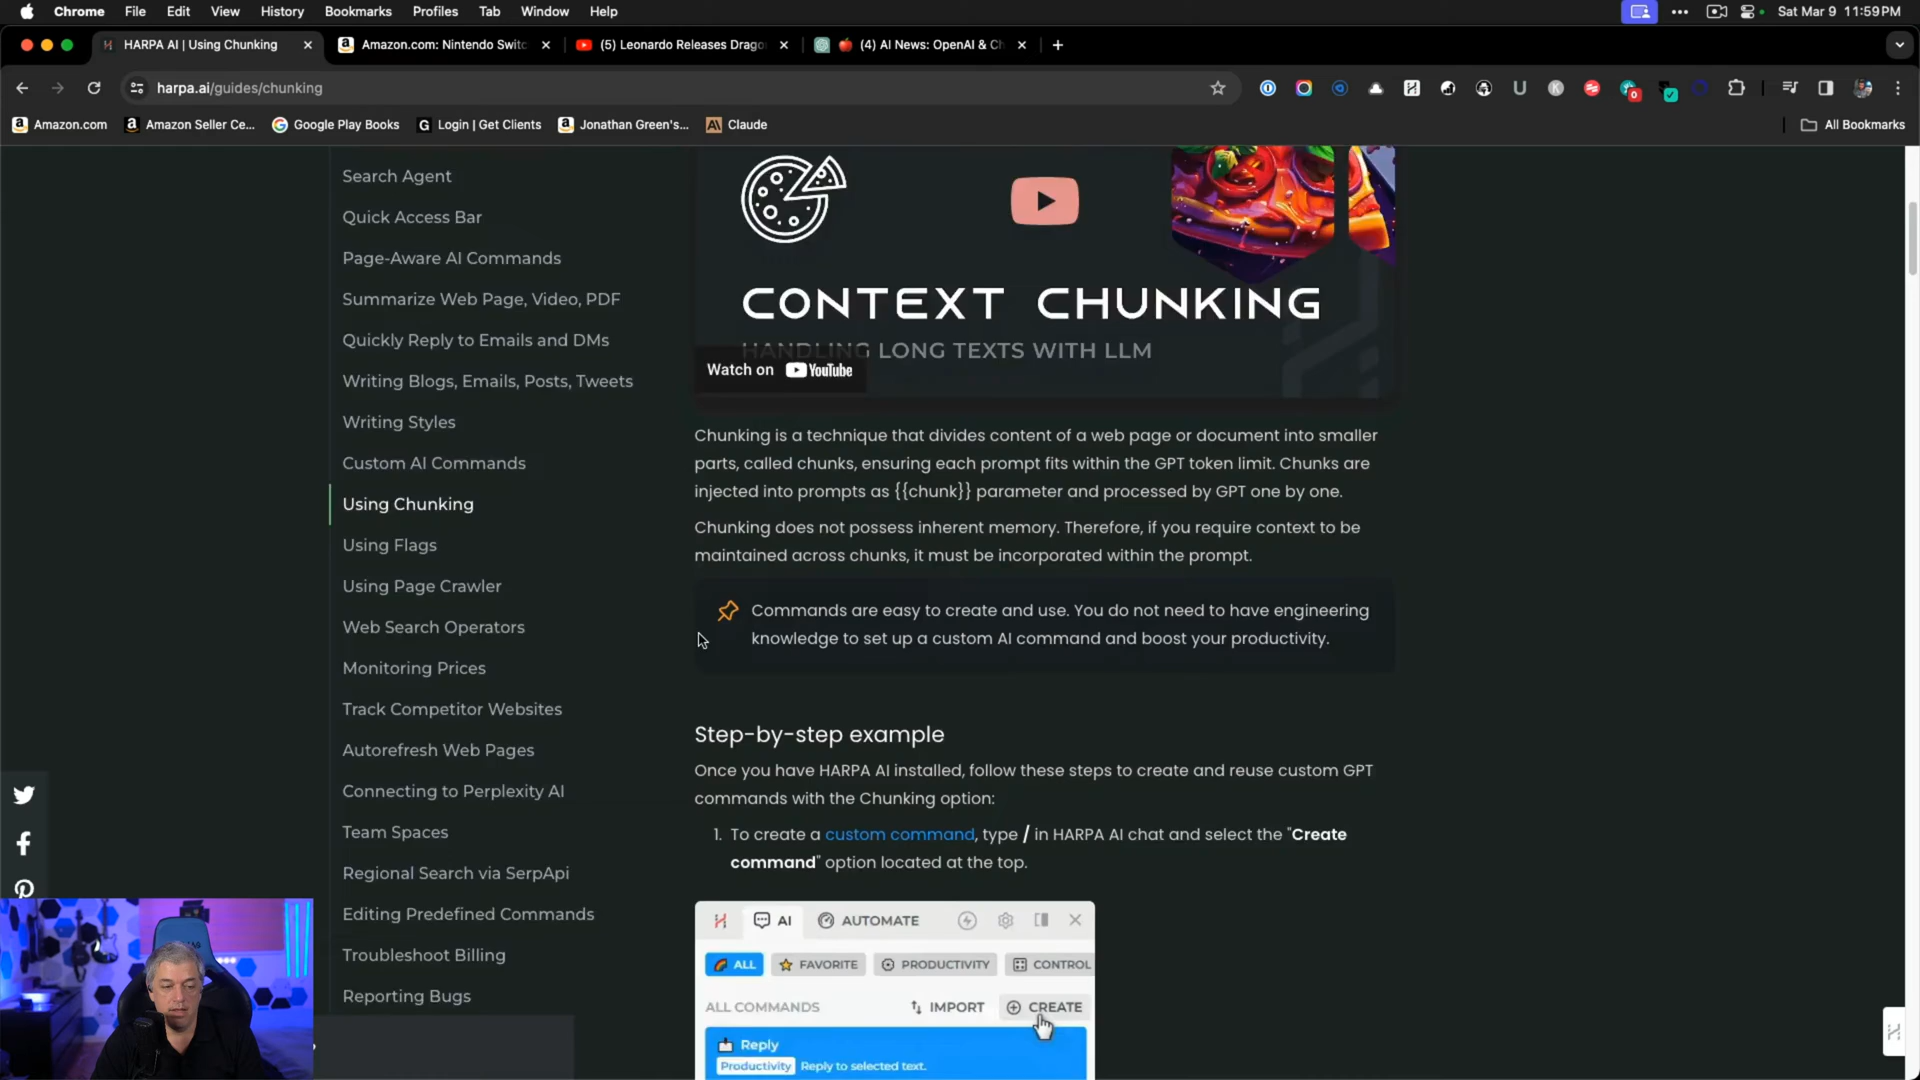 Chrome File Edit View History Bookmarks Profiles Tab Window Help Sat Mar 9 11:59 PM
HARPA AI | Using Chunking
Amazon.com: Nintendo Switc
(5) Leonardo Releases Drago
(4) AI News: OpenAI & Ch
harpa.ai/guides/chunking
0
Amazon.com
Amazon Seller Ce...
Google Play Books
Login | Get Clients
Jonathan Green's...
Claude
All Bookmarks
Search Agent
Quick Access Bar
Page-Aware AI Commands
Summarize Web Page, Video, PDF
Quickly Reply to Emails and DMs
Writing Blogs, Emails, Posts, Tweets
Writing Styles
Custom AI Commands
Using Chunking
Using Flags
Using Page Crawler
Web Search Operators
Monitoring Prices
Track Competitor Websites
Autorefresh Web Pages
Connecting to Perplexity AI
Team Spaces
Regional Search via SerpApi
Editing Predefined Commands
Troubleshoot Billing
Reporting Bugs
CONTEXT CHUNKING
HANDLING LONG TEXTS WITH LLM
Watch on YouTube
Chunking is a technique that divides content of a web page or document into smaller
parts, called chunks, ensuring each prompt fits within the GPT token limit. Chunks are
injected into prompts as {{chunk}} parameter and processed by GPT one by one.
Chunking does not possess inherent memory. Therefore, if you require context to be
maintained across chunks, it must be incorporated within the prompt.
Commands are easy to create and use. You do not need to have engineering
knowledge to set up a custom AI command and boost your productivity.
Step-by-step example
Once you have HARPA AI installed, follow these steps to create and reuse custom GPT
commands with the Chunking option:
1. To create a custom command, type / in HARPA AI chat and select the "Create
command" option located at the top.
AI AUTOMATE
ALL FAVORITE PRODUCTIVITY CONTROL
ALL COMMANDS IMPORT CREATE
Reply
Productivity Reply to selected text.